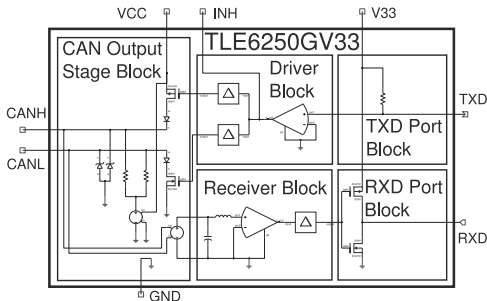 VCC
INH
V33
CAN Output
Stage Block
TLE6250GV33
Driver
Block
CANH
TXD
TXD Port
Block
CANL
Receiver Block
RXD Port
Block
RXD
GND